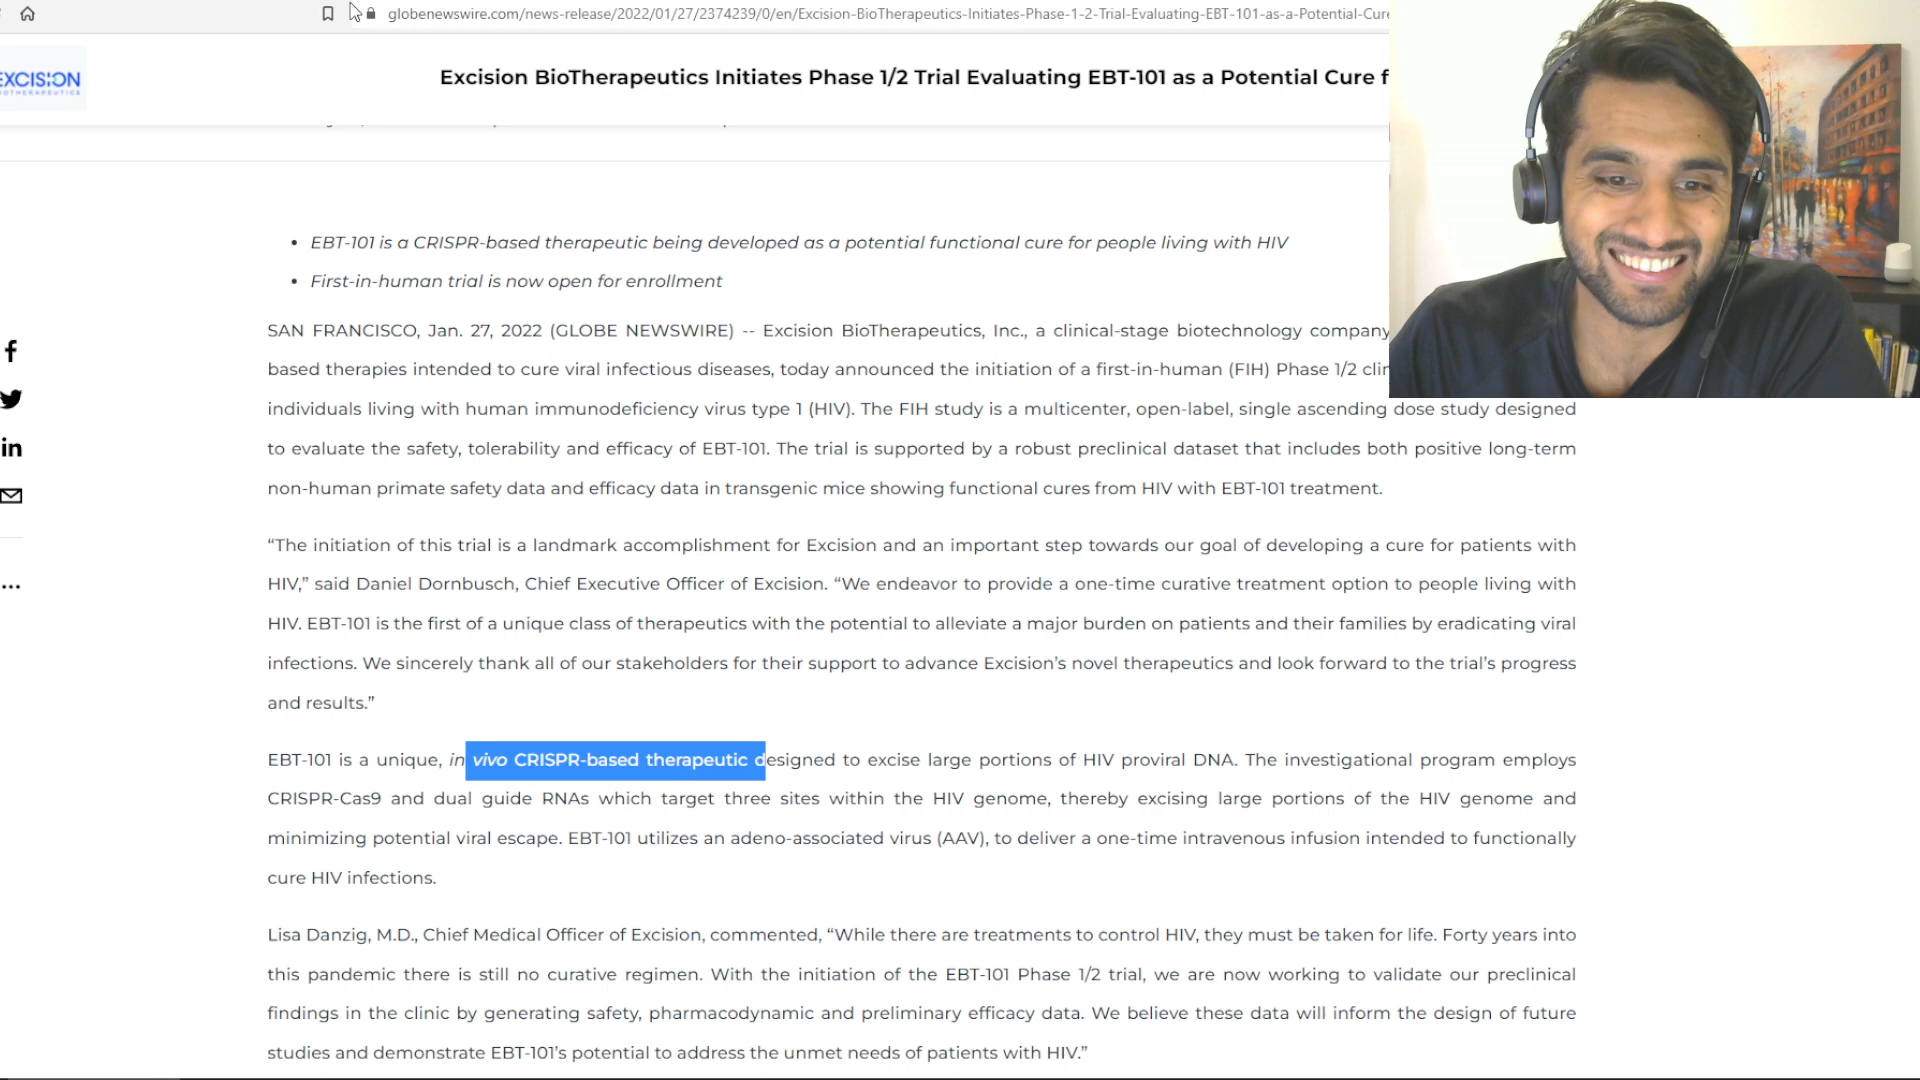 globenewswire.com/news-release/2022/01/27/2374239/0/en/Excision-BioTherapeutics-Initiates-Phase-1-2-Trial-Evaluating-EBT-101-as-a-Potential-Cure
EXCISION
BIOTHERAPEUTICS
Excision BioTherapeutics Initiates Phase 1/2 Trial Evaluating EBT-101 as a Potential Cure f
• EBT-101 is a CRISPR-based therapeutic being developed as a potential functional cure for people living with HIV
• First-in-human trial is now open for enrollment
SAN FRANCISCO, Jan. 27, 2022 (GLOBE NEWSWIRE) -- Excision BioTherapeutics, Inc., a clinical-stage biotechnology company
based therapies intended to cure viral infectious diseases, today announced the initiation of a first-in-human (FIH) Phase 1/2 clin
individuals living with human immunodeficiency virus type 1 (HIV). The FIH study is a multicenter, open-label, single ascending dose study designed
to evaluate the safety, tolerability and efficacy of EBT-101. The trial is supported by a robust preclinical dataset that includes both positive long-term
non-human primate safety data and efficacy data in transgenic mice showing functional cures from HIV with EBT-101 treatment.
“The initiation of this trial is a landmark accomplishment for Excision and an important step towards our goal of developing a cure for patients with
HIV,” said Daniel Dornbusch, Chief Executive Officer of Excision. “We endeavor to provide a one-time curative treatment option to people living with
HIV. EBT-101 is the first of a unique class of therapeutics with the potential to alleviate a major burden on patients and their families by eradicating viral
infections. We sincerely thank all of our stakeholders for their support to advance Excision’s novel therapeutics and look forward to the trial’s progress
and results.”
EBT-101 is a unique, in vivo CRISPR-based therapeutic designed to excise large portions of HIV proviral DNA. The investigational program employs
CRISPR-Cas9 and dual guide RNAs which target three sites within the HIV genome, thereby excising large portions of the HIV genome and
minimizing potential viral escape. EBT-101 utilizes an adeno-associated virus (AAV), to deliver a one-time intravenous infusion intended to functionally
cure HIV infections.
Lisa Danzig, M.D., Chief Medical Officer of Excision, commented, “While there are treatments to control HIV, they must be taken for life. Forty years into
this pandemic there is still no curative regimen. With the initiation of the EBT-101 Phase 1/2 trial, we are now working to validate our preclinical
findings in the clinic by generating safety, pharmacodynamic and preliminary efficacy data. We believe these data will inform the design of future
studies and demonstrate EBT-101’s potential to address the unmet needs of patients with HIV.”